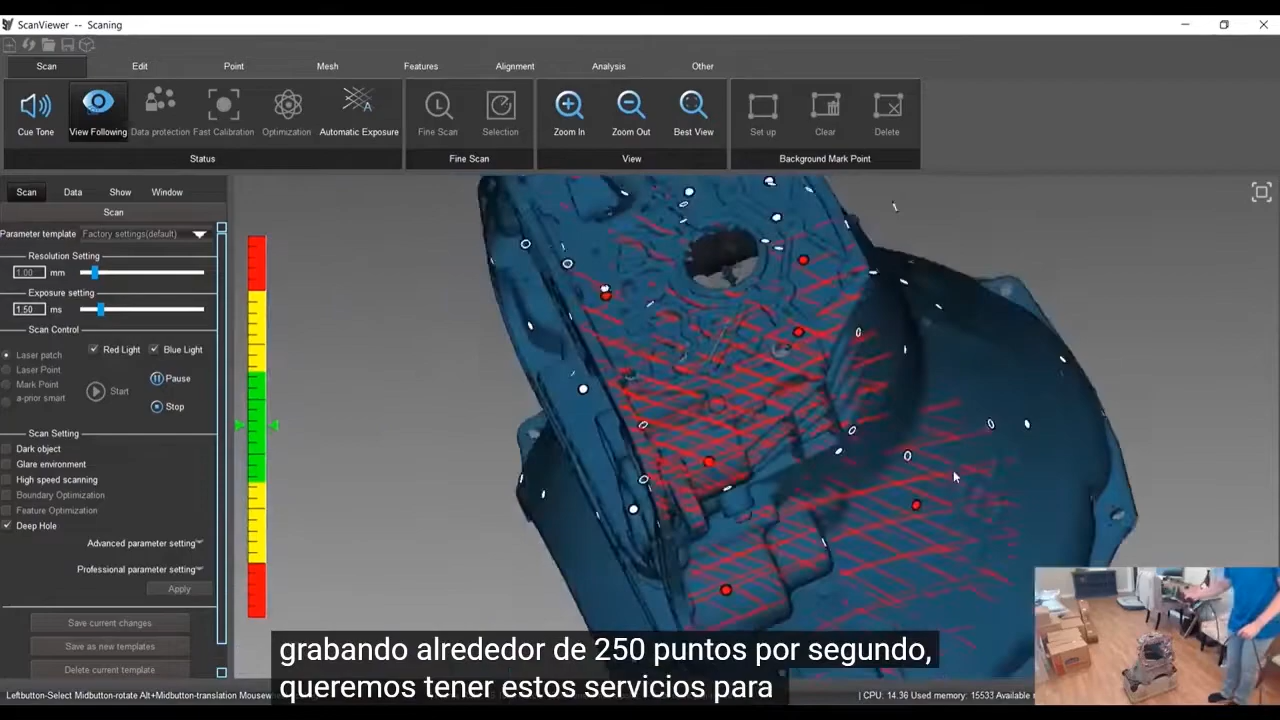 ScanViewer -- Scaning
Scan Edit Point Mesh Features Alignment Analysis Other
Cue Tone View Following Data protection Fast Calibration Optimization Automatic Exposure Fine Scan Selection Zoom In Zoom Out Best View Set up Clear Delete
Status Fine Scan View Background Mark Point
Scan Data Show Window
Scan
Parameter template Factory settings(default)
Resolution Setting
1.00 mm
Exposure setting
1.50 ms
Scan Control
Laser patch Red Light Blue Light
Laser Point
Mark Point
a-prior smart
Pause
Start
Stop
Scan Setting
Dark object
Glare environment
High speed scanning
Boundary Optimization
Feature Optimization
Deep Hole
Advanced parameter setting
Professional parameter setting
Apply
Save current changes
Save as new templates
Delete current template
grabando alrededor de 250 puntos por segundo,
queremos tener estos servicios para
Leftbutton-Select Midbutton-rotate Alt+Midbutton-translation | CPU: 14.36 Used memory: 15533 Available